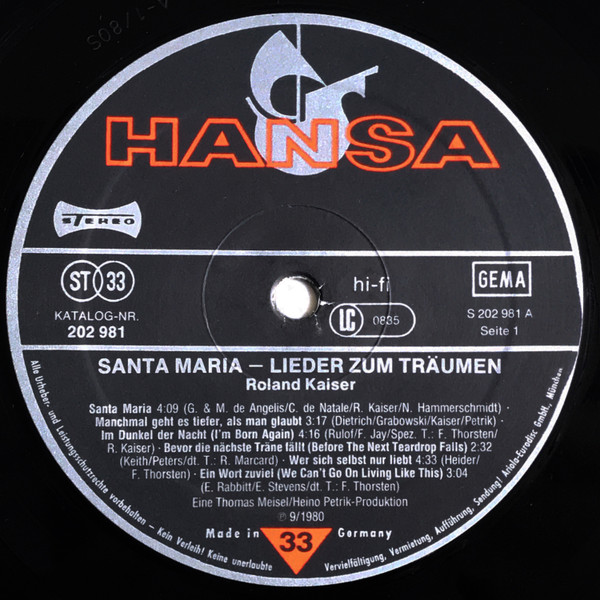 HANSA
STEREO
ST 33
hi-fi
GEMA
KATALOG-NR.
202 981
LC 0835
S 202 981 A
Seite 1
SANTA MARIA – LIEDER ZUM TRÄUMEN
Roland Kaiser
Santa Maria 4:09 (G. & M. de Angelis/C. de Natale/R. Kaiser/N. Hammerschmidt) ·
Manchmal geht es tiefer, als man glaubt 3:17 (Dietrich/Grabowski/Kaiser/Petrik) ·
Im Dunkel der Nacht (I'm Born Again) 4:16 (Rulof/F. Jay/Spez. T.: F. Thorsten/
R. Kaiser) · Bevor die nächste Träne fällt (Before The Next Teardrop Falls) 2:32
(Keith/Peters/dt. T.: R. Marcard) · Wer sich selbst nur liebt 4:33 (Heider/
F. Thorsten) · Ein Wort zuviel (We Can't Go On Living Like This) 3:04
(E. Rabbitt/E. Stevens/dt. T.: F. Thorsten)
Eine Thomas Meisel/Heino Petrik-Produktion
Ⓟ 9/1980
Made in 33 Germany
Alle Urheber- und Leistungsschutzrechte vorbehalten – Kein Verleih! Keine unerlaubte Vervielfältigung, Vermietung, Aufführung, Sendung! Ariola-Eurodisc GmbH., München